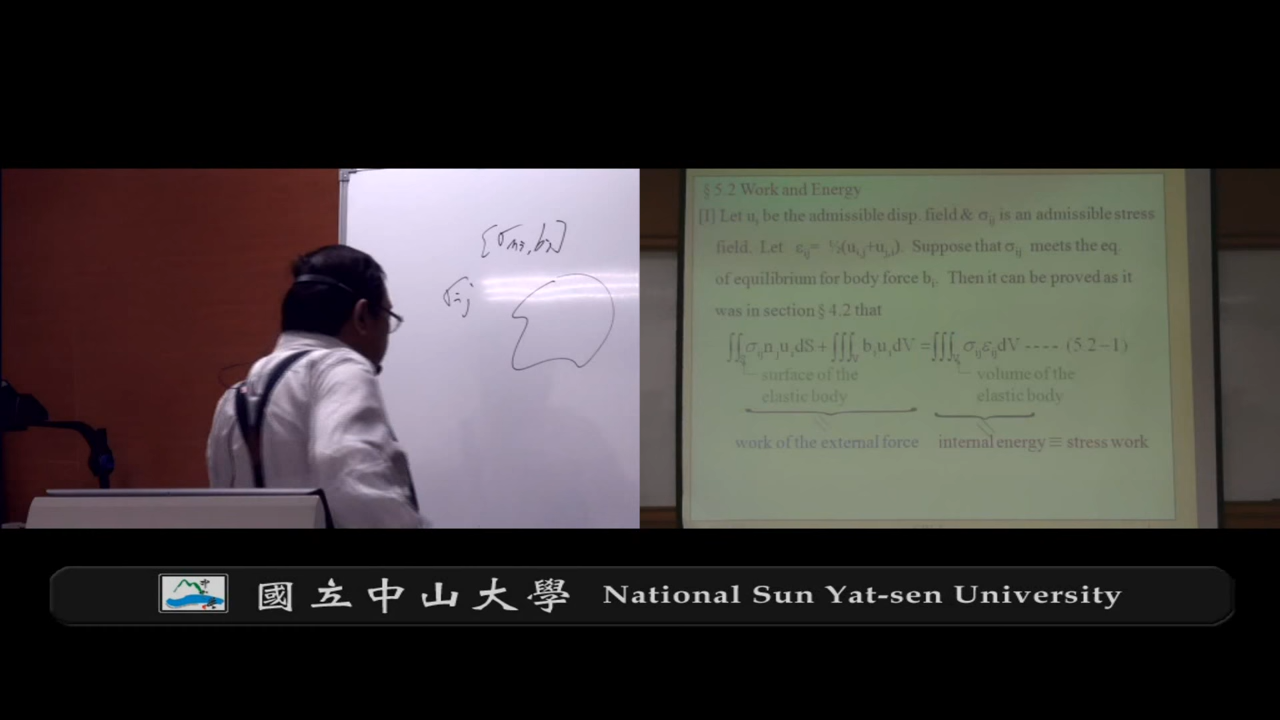 {σₘₙ, bₙ}
σᵢⱼ
§ 5.2 Work and Energy
[I] Let uᵢ be the admissible disp. field & σᵢⱼ is an admissible stress
field. Let εᵢⱼ= ½(uᵢ,ⱼ+uⱼ,ᵢ). Suppose that σᵢⱼ meets the eq.
of equilibrium for body force bᵢ. Then it can be proved as it
was in section § 4.2 that
∬ₛ σᵢⱼnⱼuᵢdS + ∭ᵥ bᵢuᵢdV = ∭ᵥ σᵢⱼεᵢⱼdV ---- (5.2−1)
surface of the volume of the
elastic body elastic body
work of the external force internal energy ≡ stress work
國立中山大學 National Sun Yat-sen University